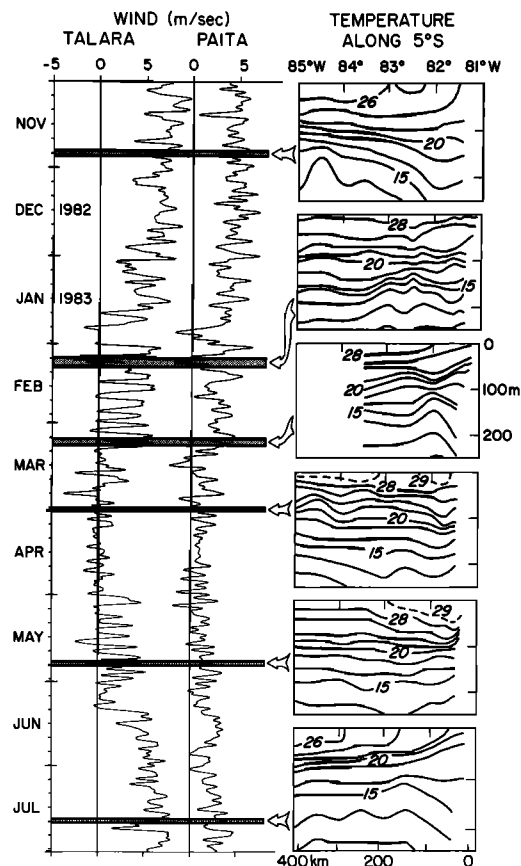 WIND (m/sec)
TALARA PAITA
-5 0 5 0 5
TEMPERATURE
ALONG 5°S
85°W 84° 83° 82° 81°W
NOV
26
20
15
DEC 1982
28
20
15
JAN 1983
0
28
20
100m
15
200
FEB
MAR
29
28
20
15
APR
29
28
20
15
MAY
JUN
26
20
15
JUL
400km 200 0